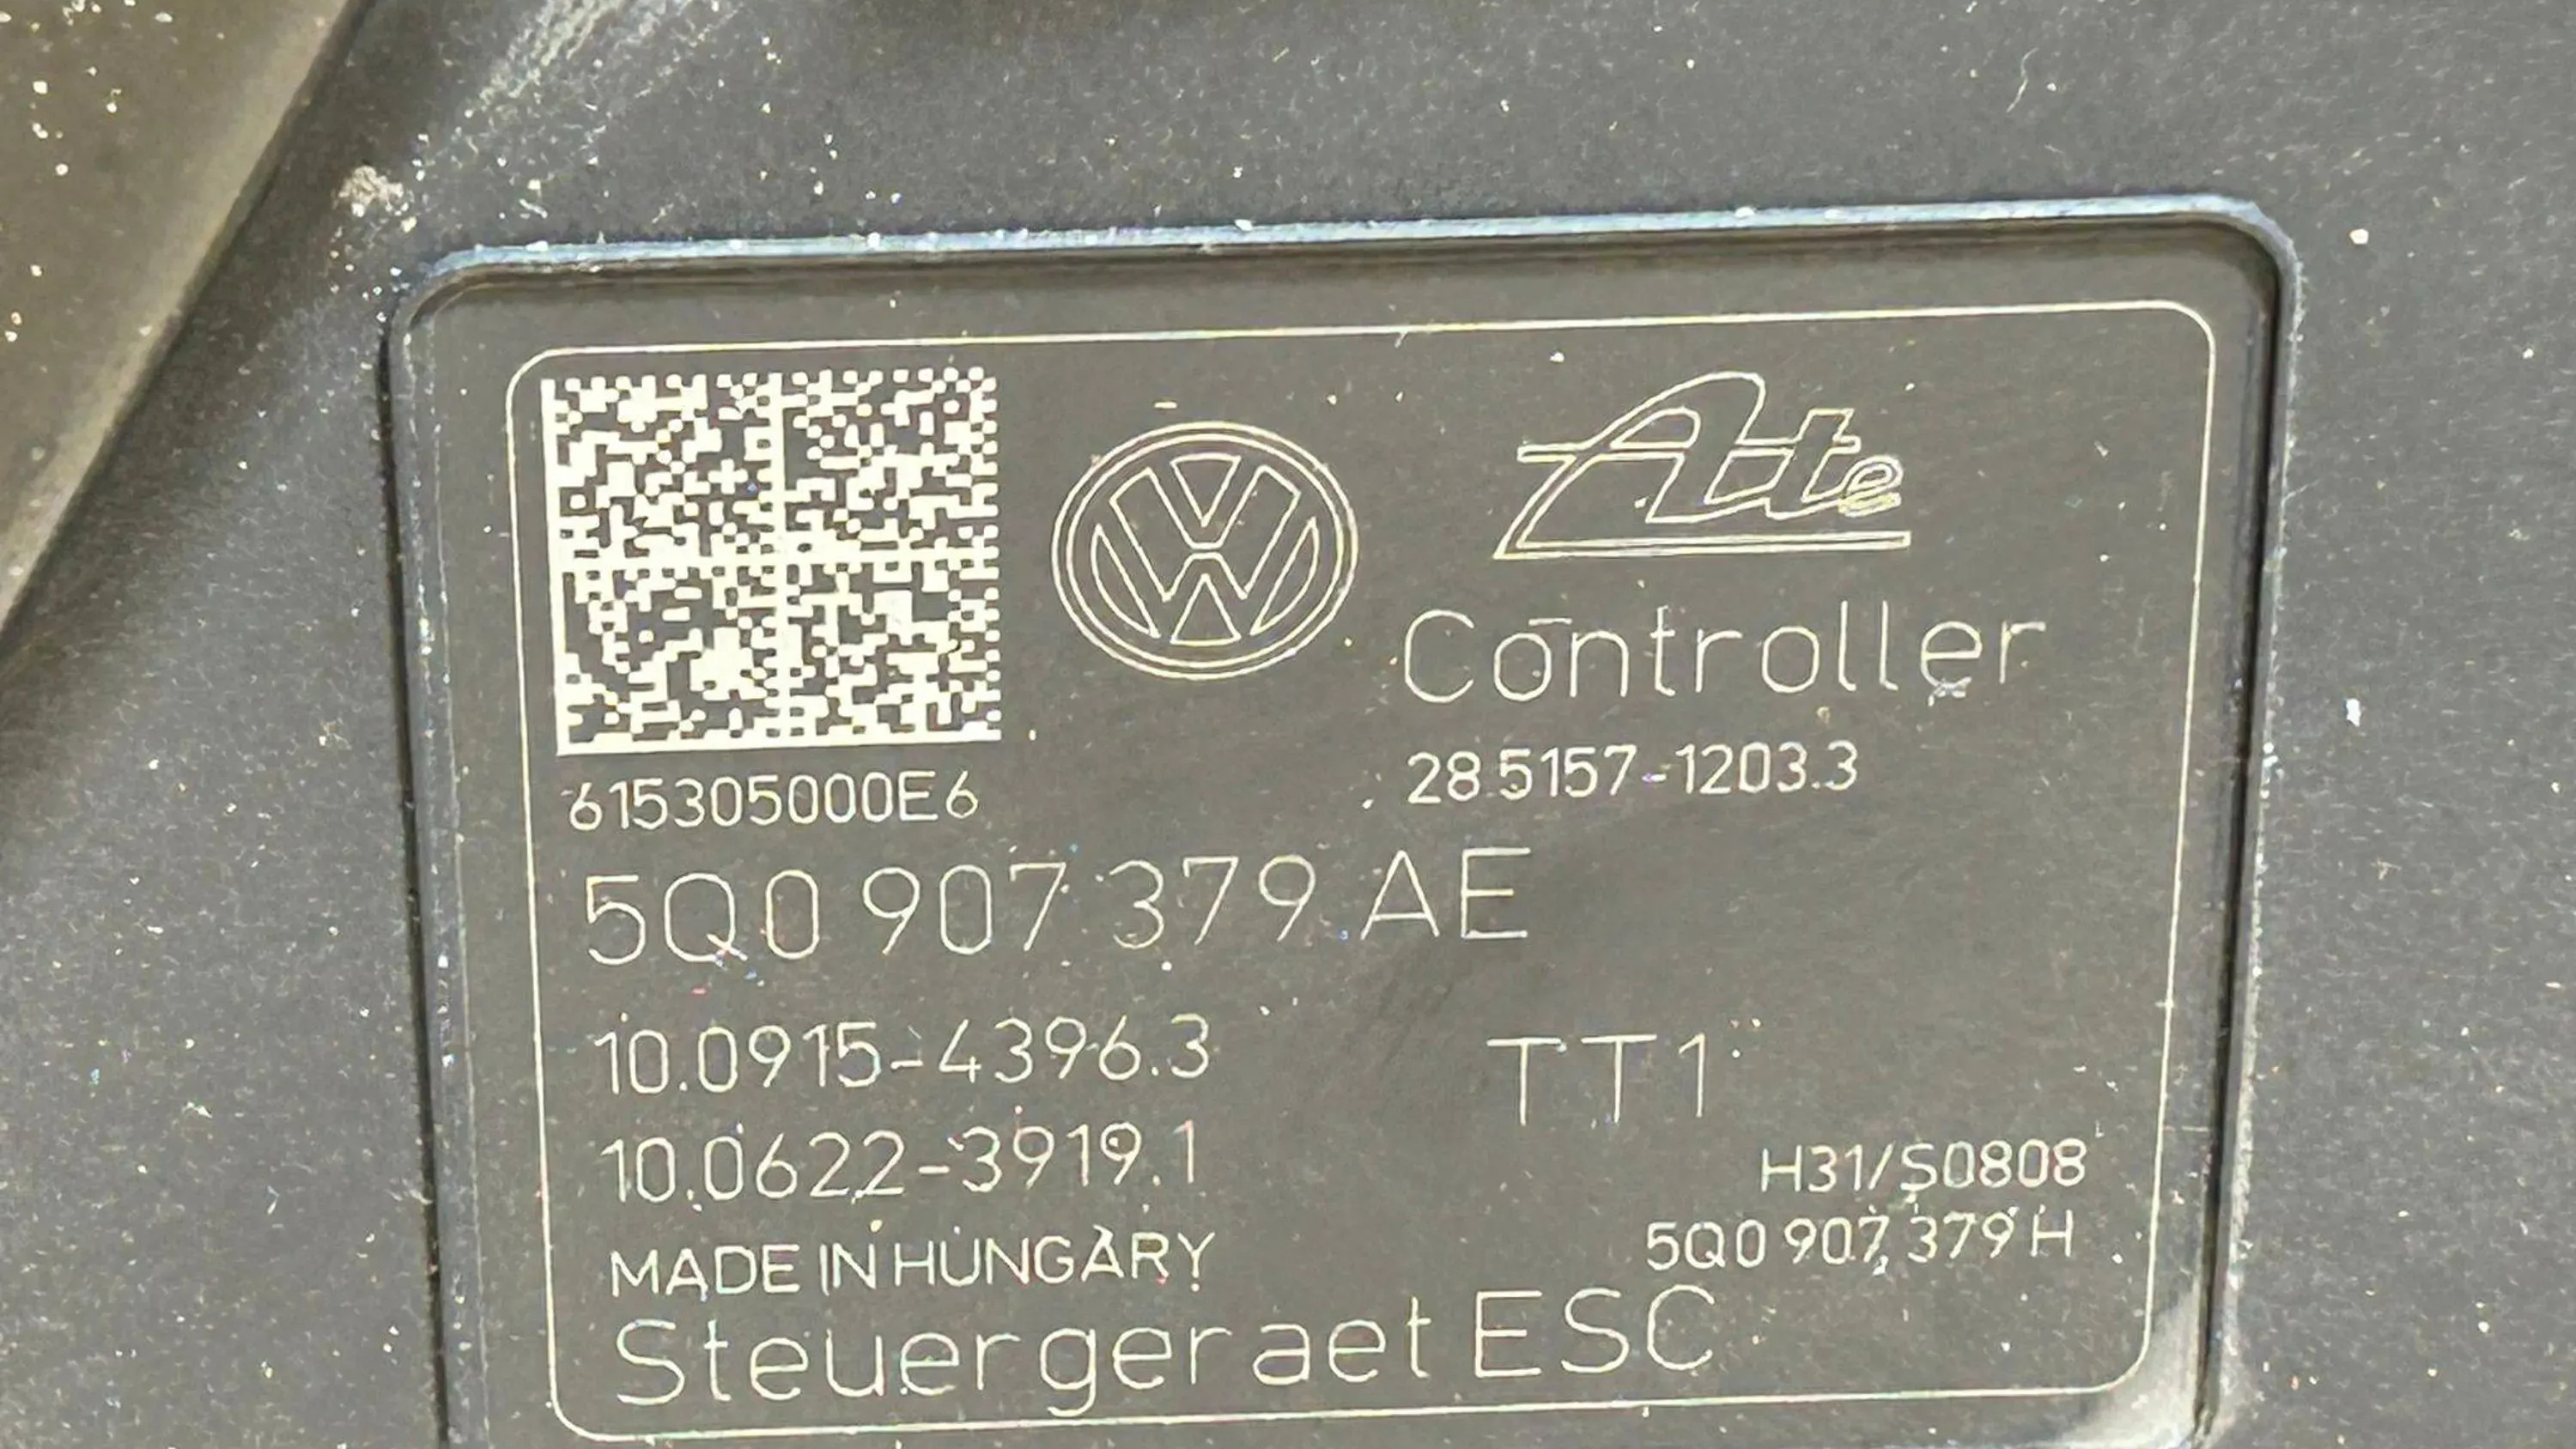 Ate
Controller
615305000E6
28.5157-1203.3
5Q0 907 379 AE
10.0915-4396.3
TT1
10.0622-3919.1
H31/S0808
MADE IN HUNGARY
5Q0 907 379 H
Steuergeraet ESC